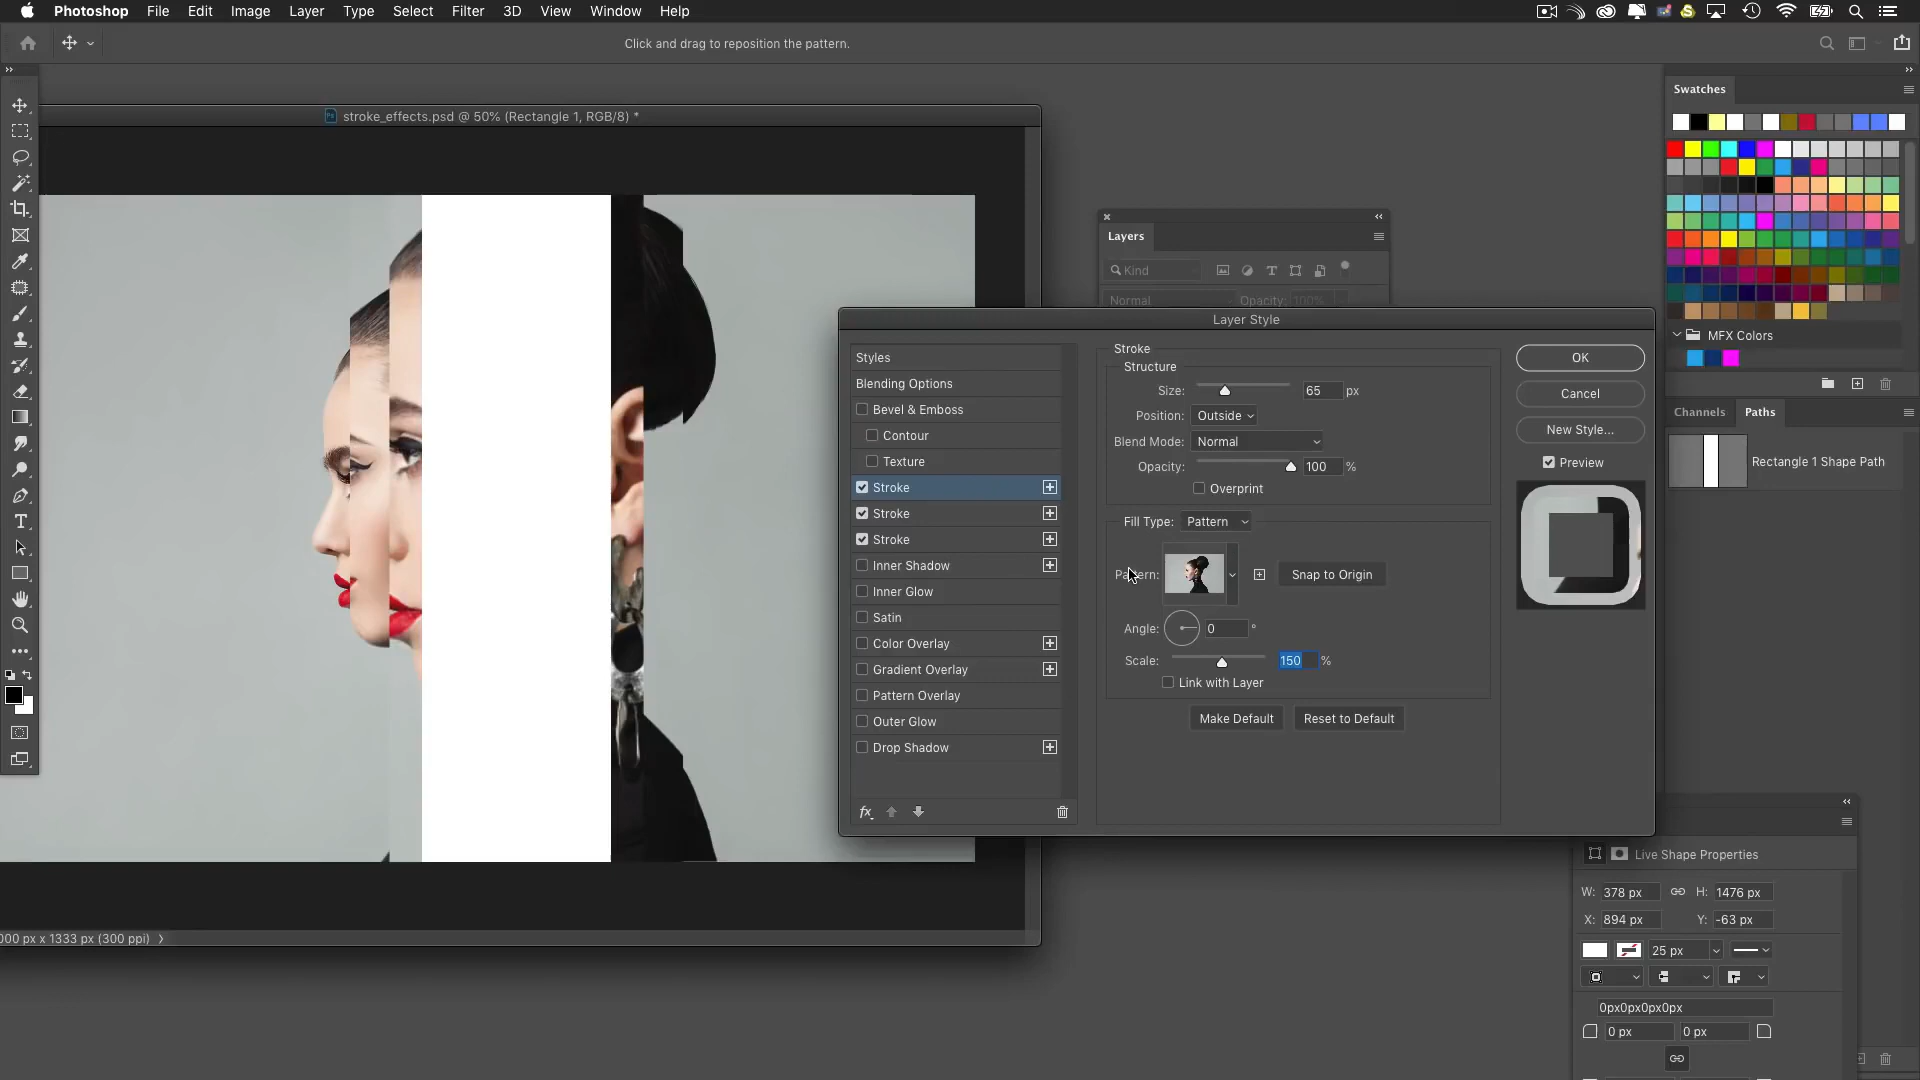 Photoshop File Edit Image Layer Type Select Filter 3D View Window Help
Click and drag to reposition the pattern.
stroke_effects.psd @ 50% (Rectangle 1, RGB/8) *
Swatches
MFX Colors
Channels Paths
Rectangle 1 Shape Path
Layers
Kind
Normal Opacity: 100%
Layer Style
Styles
Blending Options
Bevel & Emboss
Contour
Texture
Stroke
Stroke
Stroke
Inner Shadow
Inner Glow
Satin
Color Overlay
Gradient Overlay
Pattern Overlay
Outer Glow
Drop Shadow
fx
Stroke
Structure
Size: 65 px
Position: Outside
Blend Mode: Normal
Opacity: 100 %
Overprint
Fill Type: Pattern
Pattern: Snap to Origin
Angle: 0 °
Scale: 150 %
Link with Layer
Make Default Reset to Default
OK
Cancel
New Style...
Preview
Live Shape Properties
W: 378 px H: 1476 px
X: 894 px Y: -63 px
25 px
0px0px0px0px
0 px 0 px
000 px x 1333 px (300 ppi)